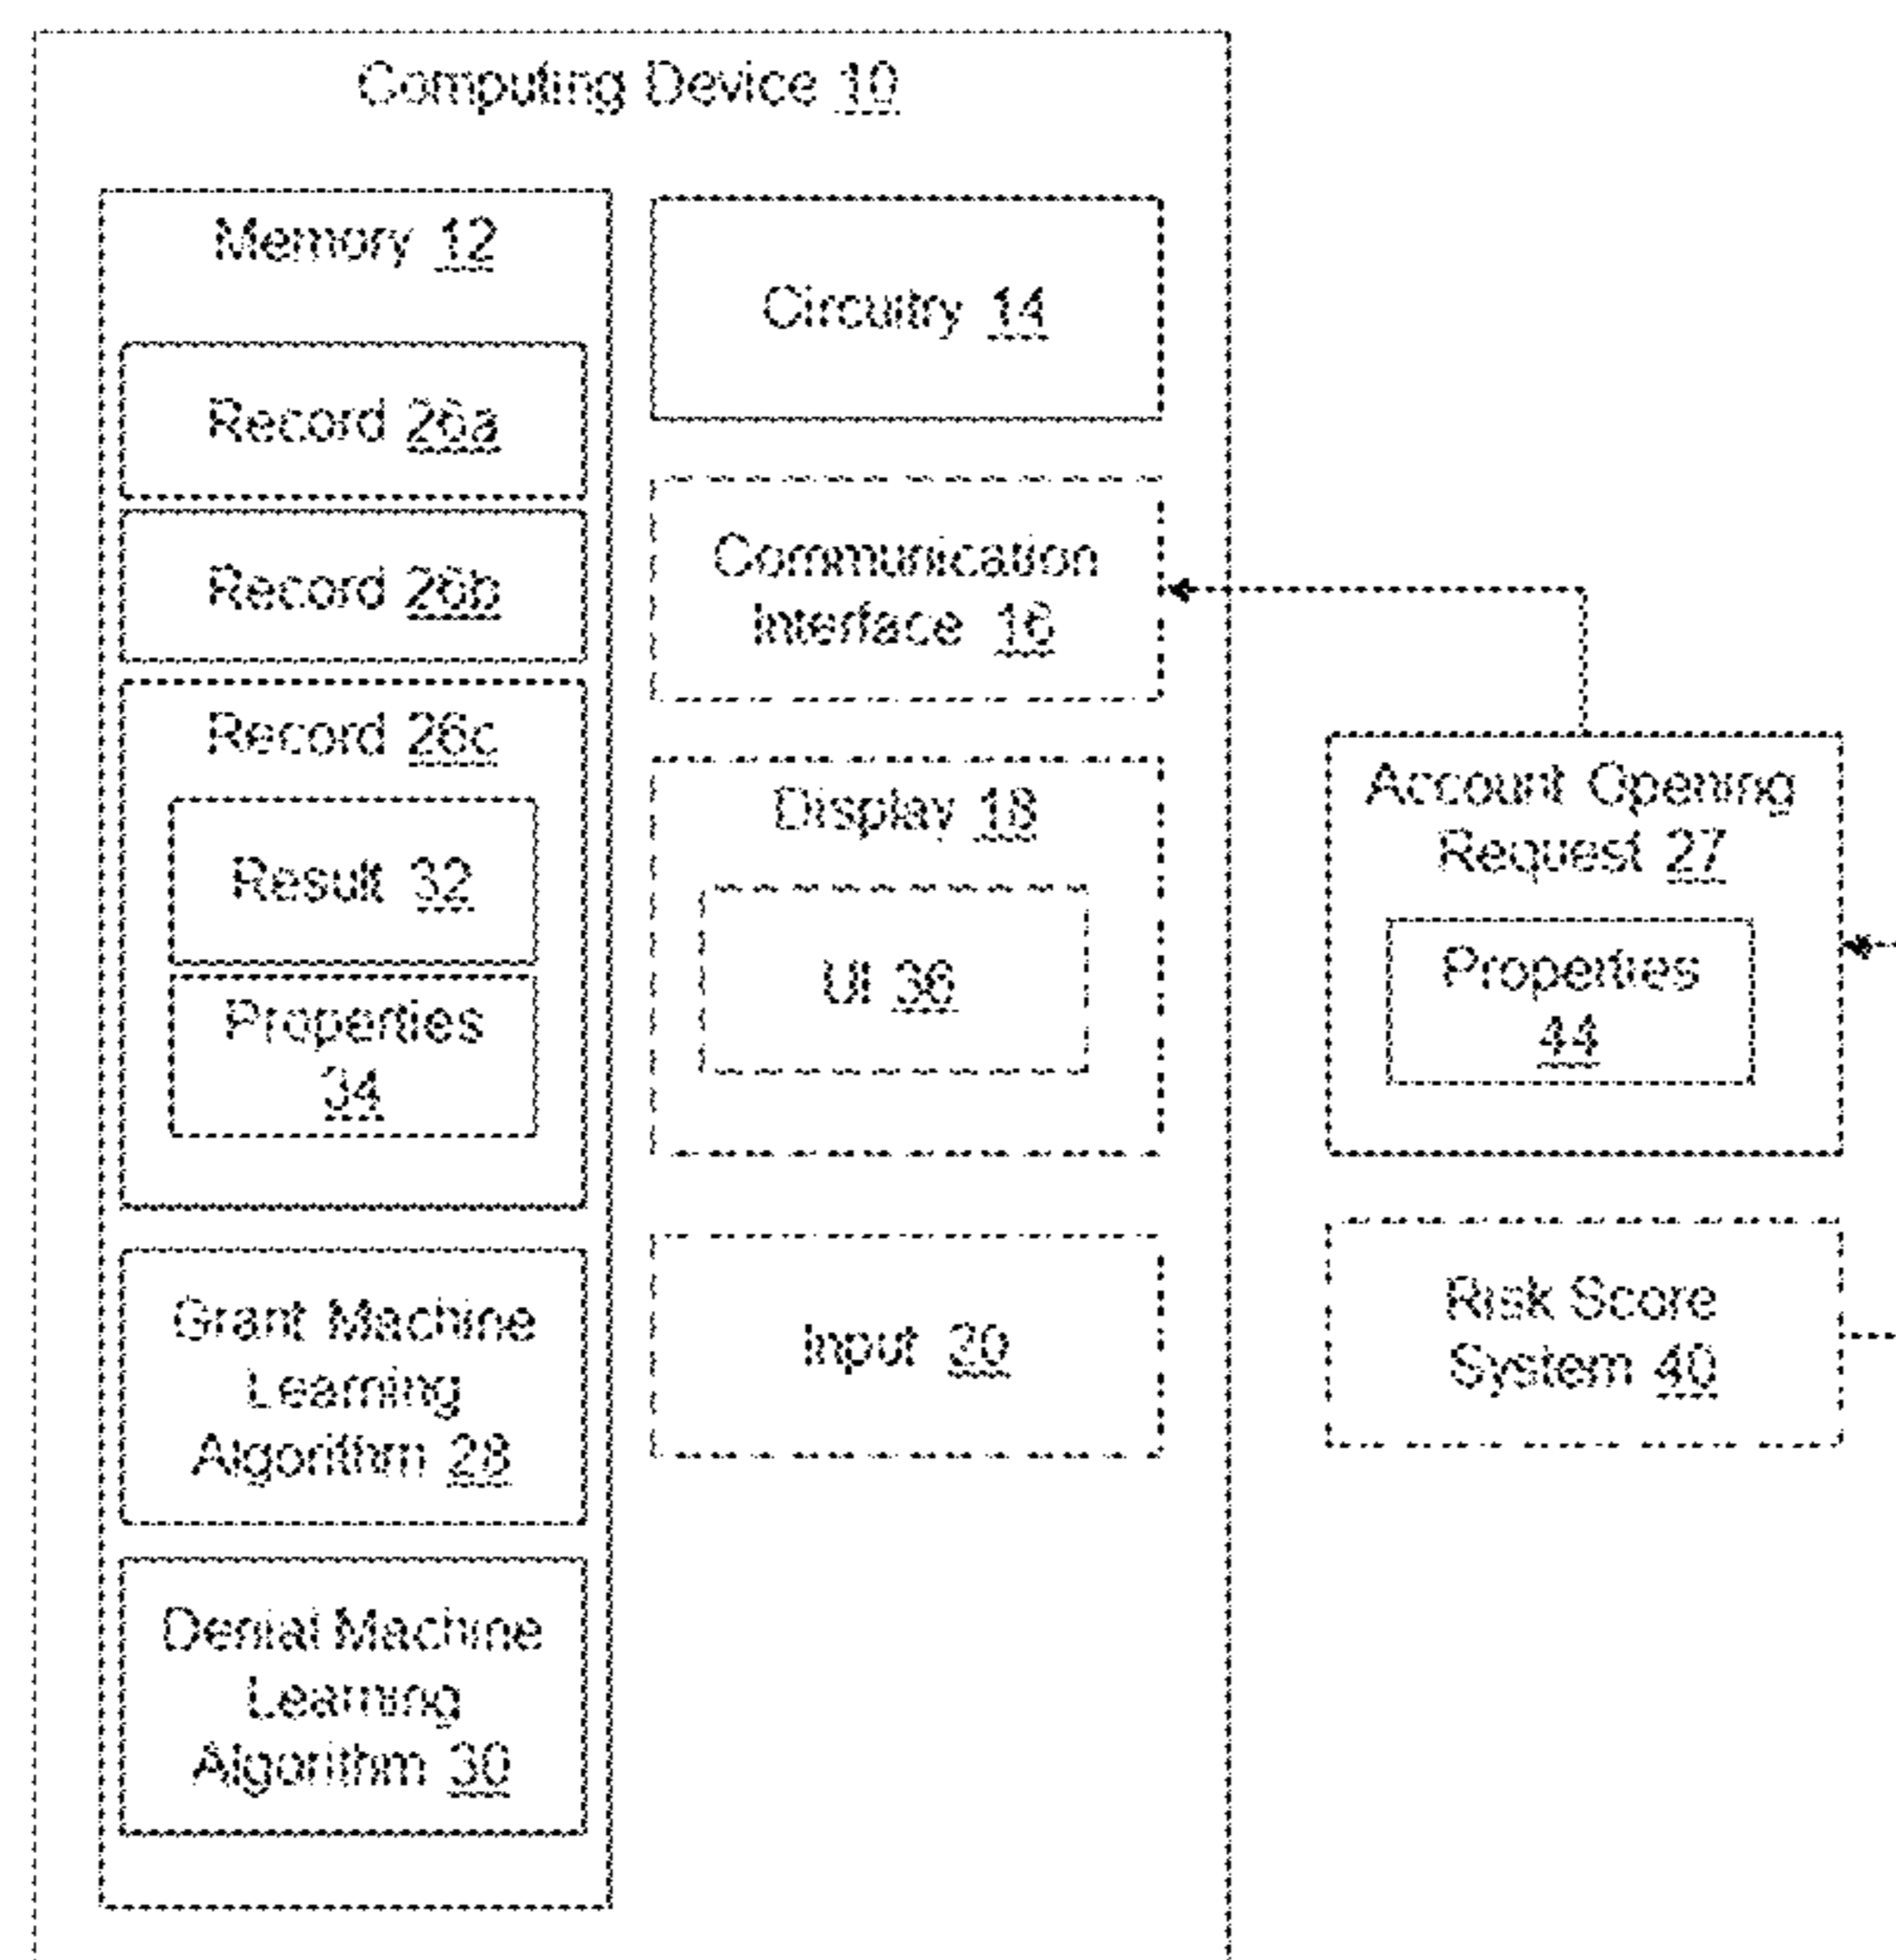 Computing Device 10
Memory 12
Record 26a
Record 26b
Record 26c
Result 32
Properties
34
Grant Machine
Learning
Algorithm 28
Denial Machine
Learning
Algorithm 30
Circuitry 14
Communication
Interface 16
Display 18
UI 36
Input 20
Account Opening
Request 27
Properties
44
Risk Score
System 40